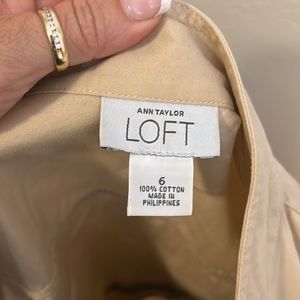 ANN TAYLOR
LOFT
6
100% COTTON
MADE IN
PHILIPPINES